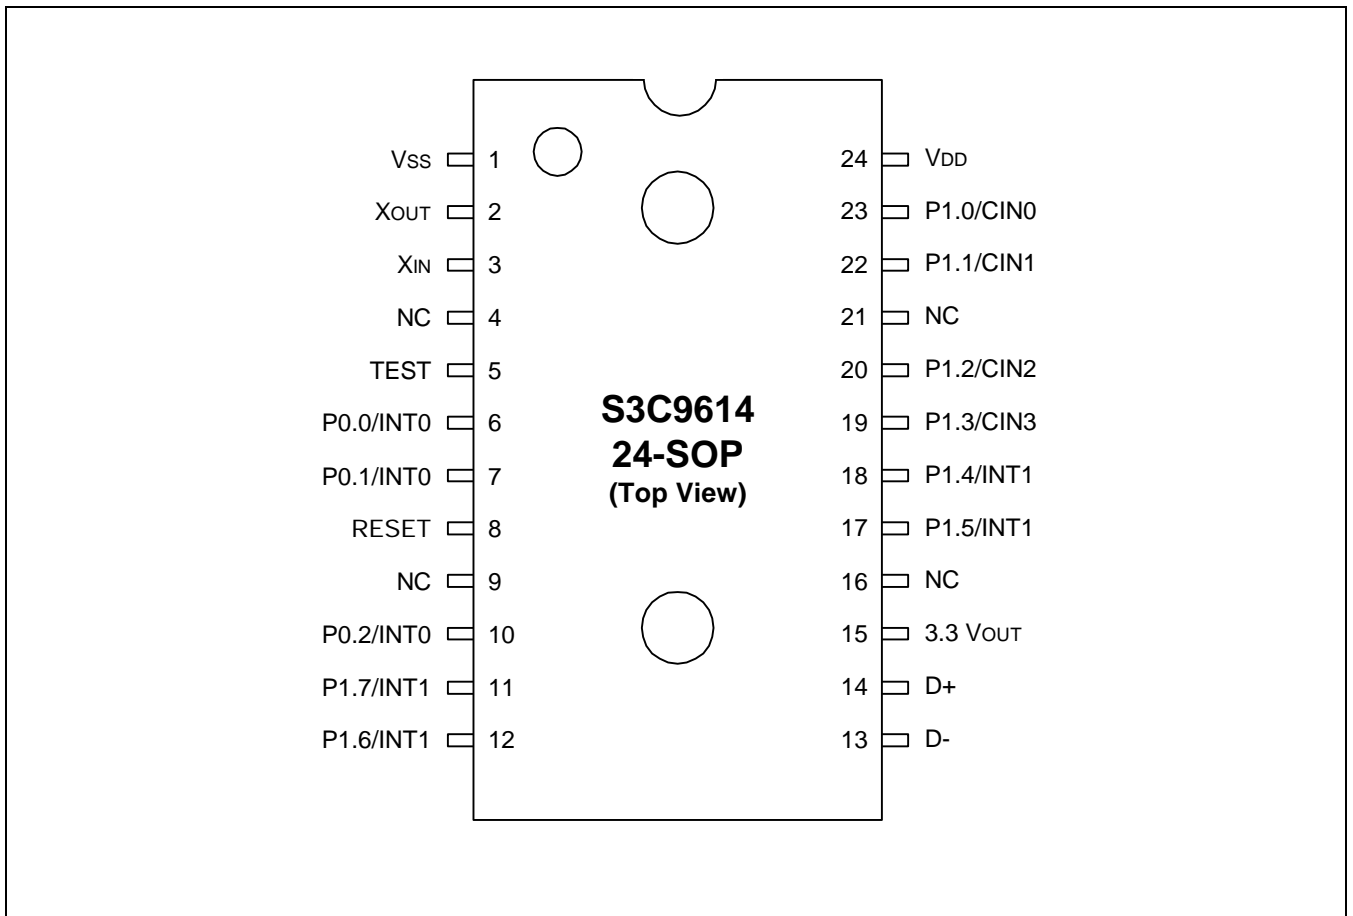 VSS 1
XOUT 2
XIN 3
NC 4
TEST 5
P0.0/INT0 6
P0.1/INT0 7
RESET 8
NC 9
P0.2/INT0 10
P1.7/INT1 11
P1.6/INT1 12
S3C9614
24-SOP
(Top View)
24 VDD
23 P1.0/CIN0
22 P1.1/CIN1
21 NC
20 P1.2/CIN2
19 P1.3/CIN3
18 P1.4/INT1
17 P1.5/INT1
16 NC
15 3.3 VOUT
14 D+
13 D-